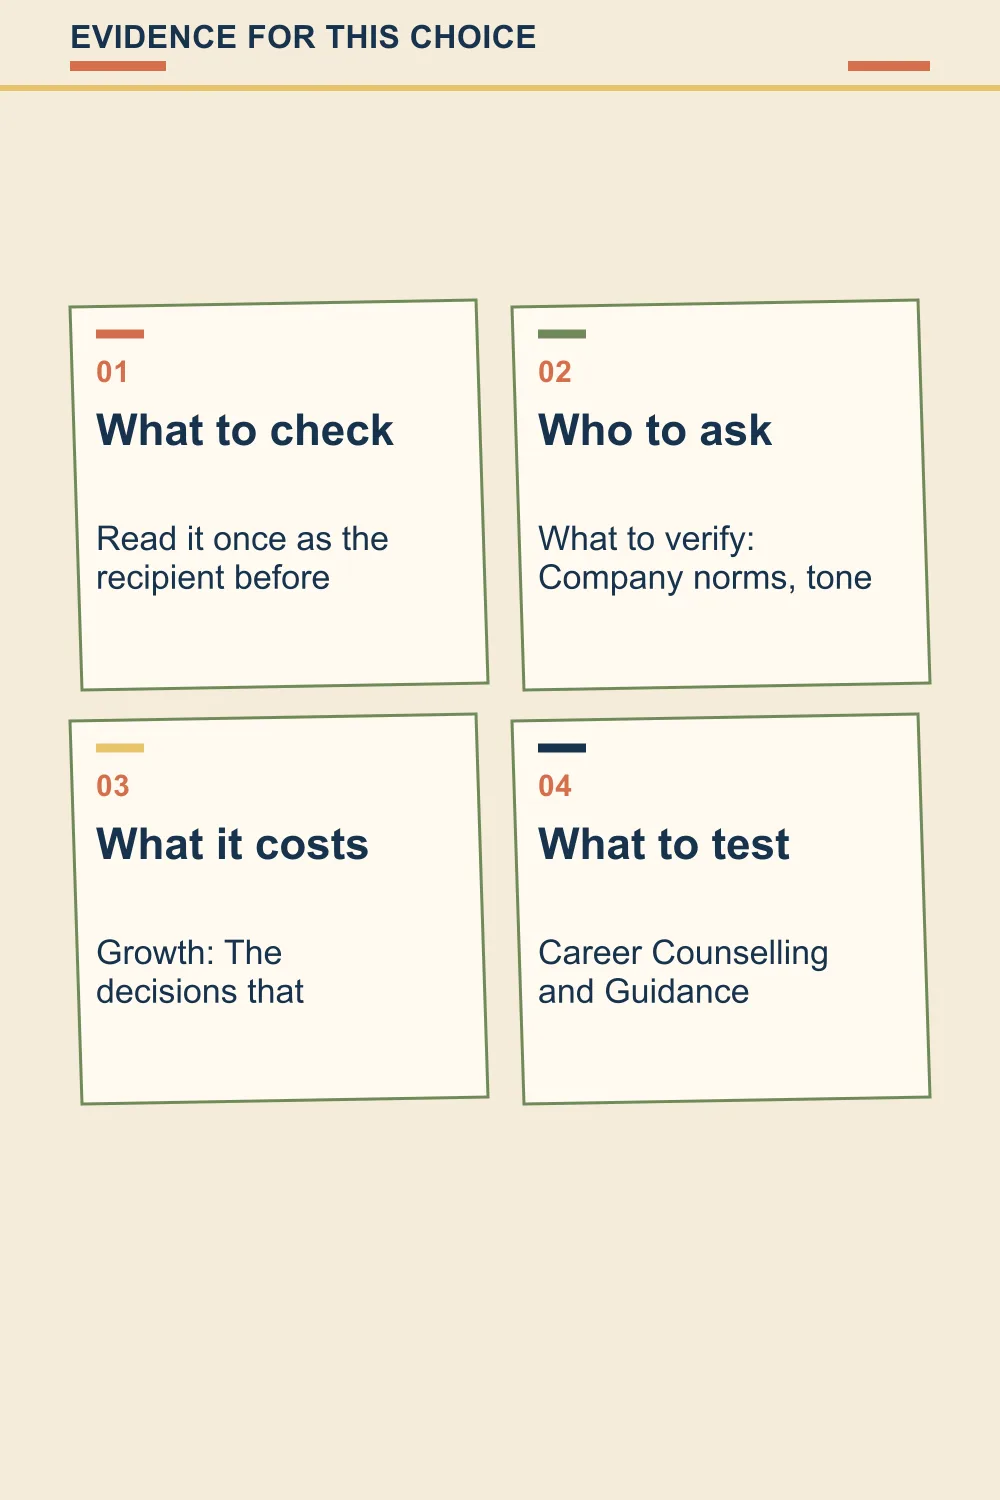 EVIDENCE FOR THIS CHOICE
01
What to check
Read it once as the
recipient before
02
Who to ask
What to verify:
Company norms, tone
03
What it costs
Growth: The
decisions that
04
What to test
Career Counselling
and Guidance